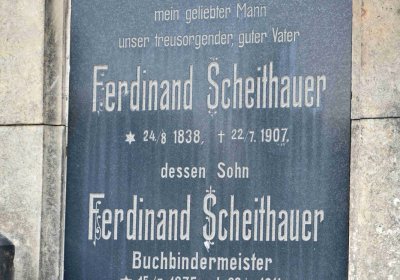 mein geliebter Mann
unser treusorgender, guter Vater
Ferdinand Scheithauer
* 24/8 1838, † 22/7. 1907.
dessen Sohn
Ferdinand Scheithauer
Buchbindermeister